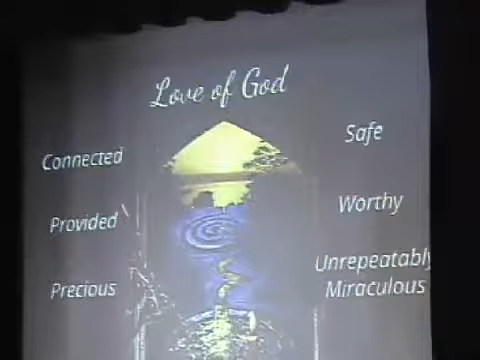 Love of God
Connected
Safe
Provided
Worthy
Precious
Unrepeatably
Miraculous